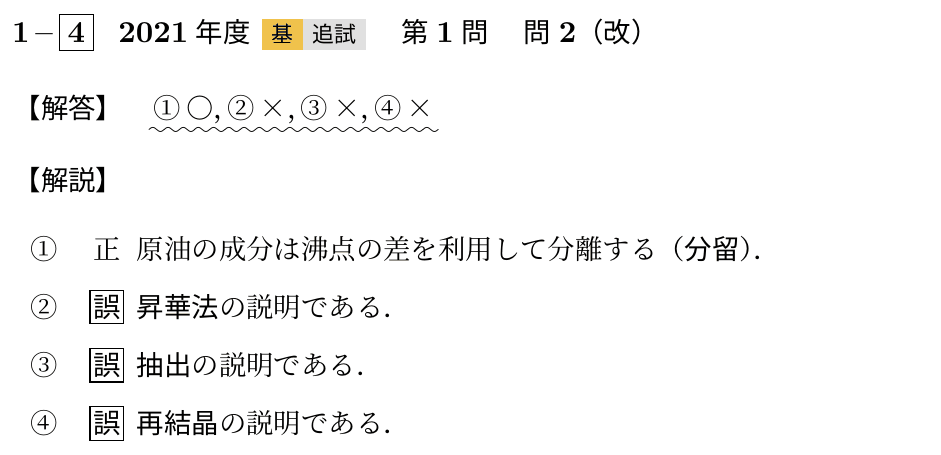 1－4 2021年度 基 追試 第1問 問2（改）
【解答】 ①〇, ②×, ③×, ④×
【解説】
① 正 原油の成分は沸点の差を利用して分離する（分留）．
② 誤 昇華法の説明である．
③ 誤 抽出の説明である．
④ 誤 再結晶の説明である．